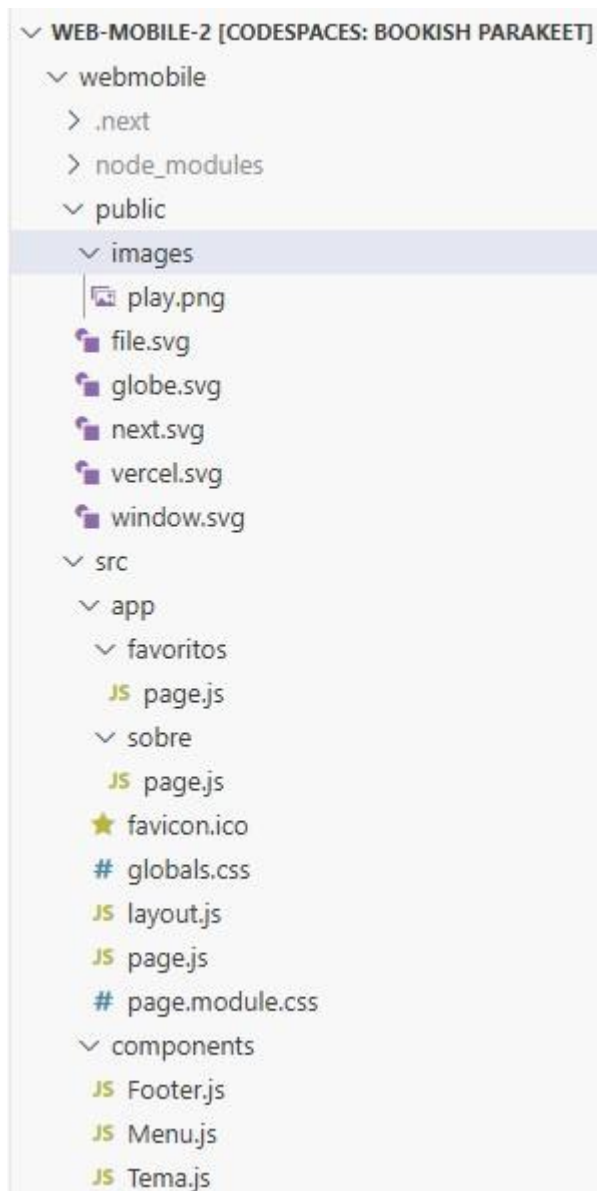 WEB-MOBILE-2 [CODESPACES: BOOKISH PARAKEET]
webmobile
.next
node_modules
public
images
play.png
file.svg
globe.svg
next.svg
vercel.svg
window.svg
src
app
favoritos
JS page.js
sobre
JS page.js
favicon.ico
# globals.css
JS layout.js
JS page.js
# page.module.css
components
JS Footer.js
JS Menu.js
JS Tema.js